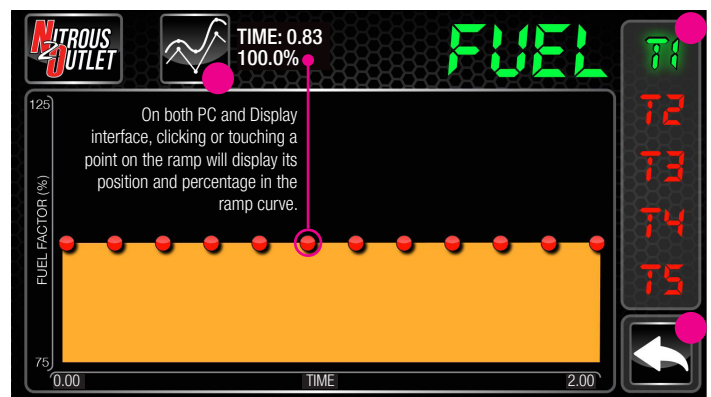 NITROUS
2OUTLET
TIME: 0.83
100.0%
FUEL
T1
T2
T3
T4
T5
125
On both PC and Display
interface, clicking or touching a
point on the ramp will display its
position and percentage in the
ramp curve.
FUEL FACTOR (%)
75
0.00
TIME
2.00